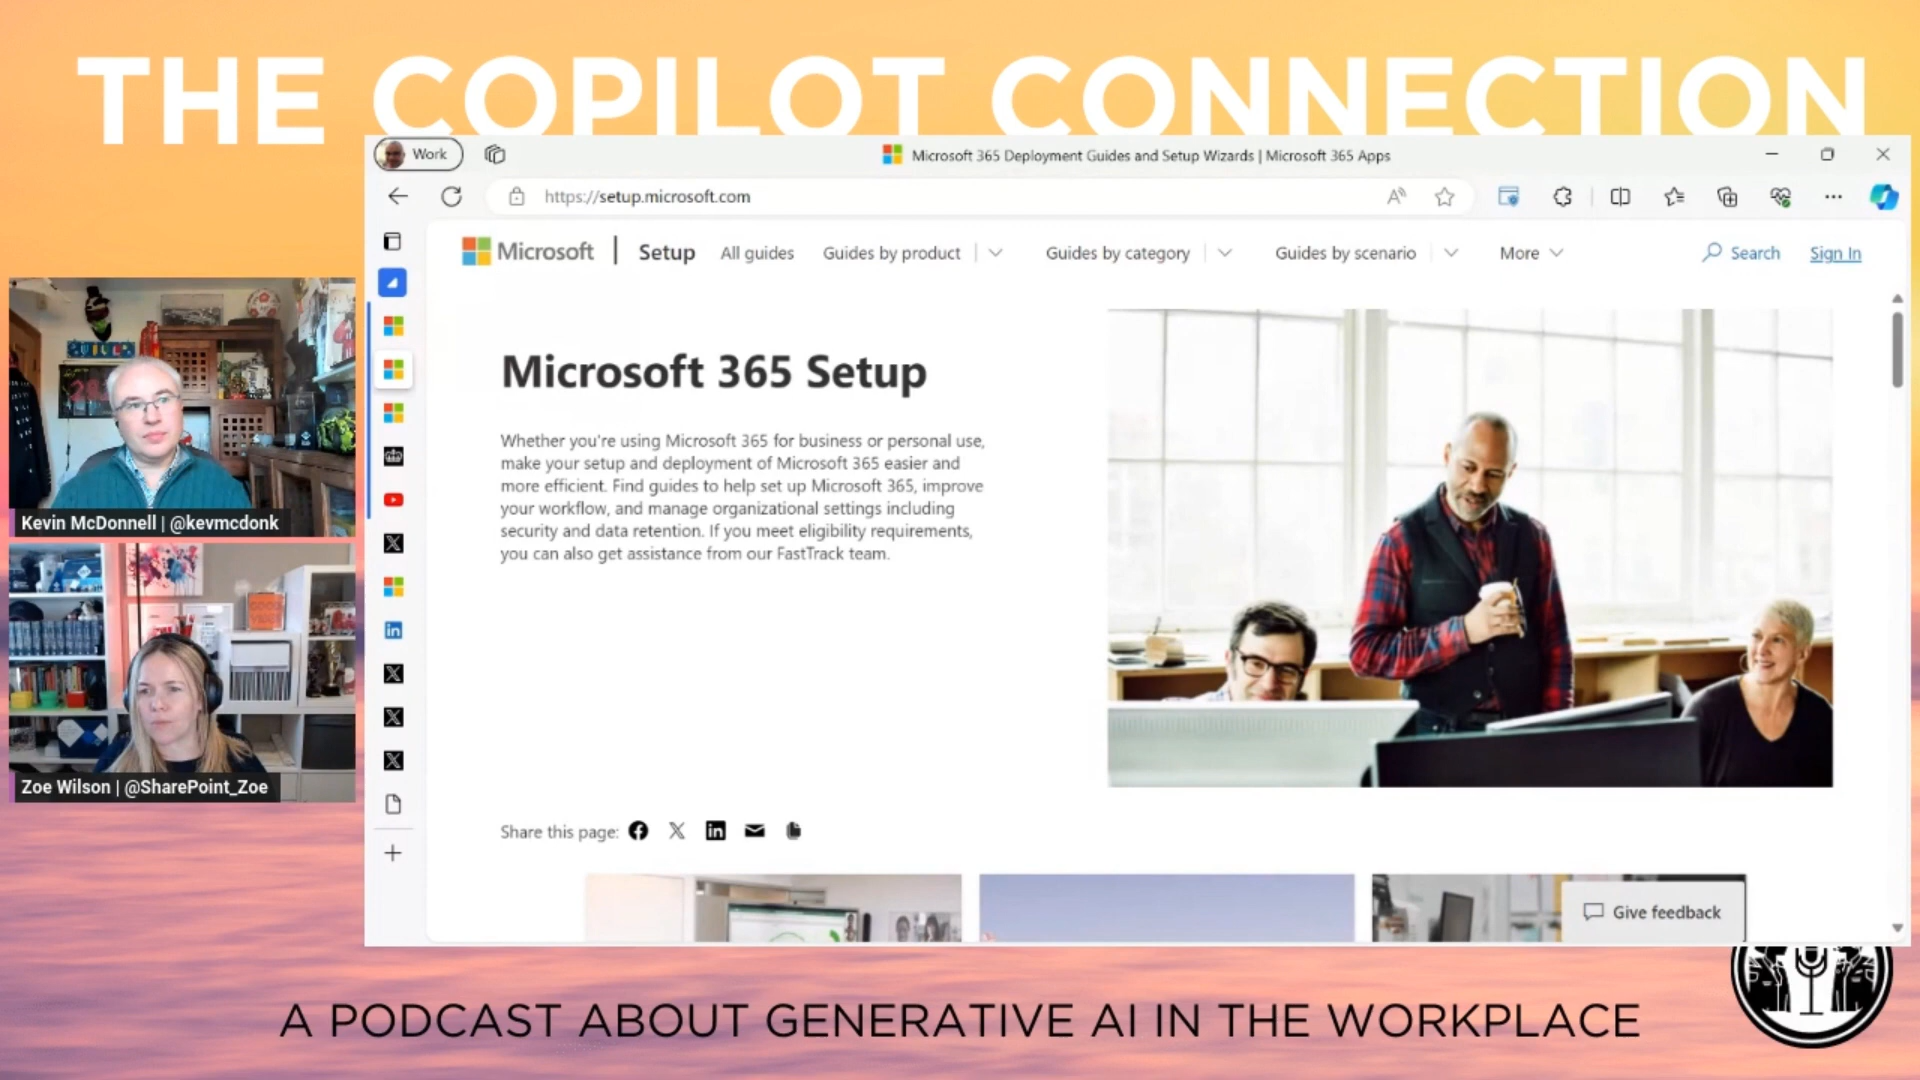 THE COPILOT CONNECTION
Work
Microsoft 365 Deployment Guides and Setup Wizards | Microsoft 365 Apps
https://setup.microsoft.com
Microsoft | Setup
All guides
Guides by product
Guides by category
Guides by scenario
More
Search
Sign In
Microsoft 365 Setup
Whether you're using Microsoft 365 for business or personal use,
make your setup and deployment of Microsoft 365 easier and
more efficient. Find guides to help set up Microsoft 365, improve
your workflow, and manage organizational settings including
security and data retention. If you meet eligibility requirements,
you can also get assistance from our FastTrack team.
Share this page:
Give feedback
Kevin McDonnell | @kevmcdonk
Zoe Wilson | @SharePoint_Zoe
A PODCAST ABOUT GENERATIVE AI IN THE WORKPLACE